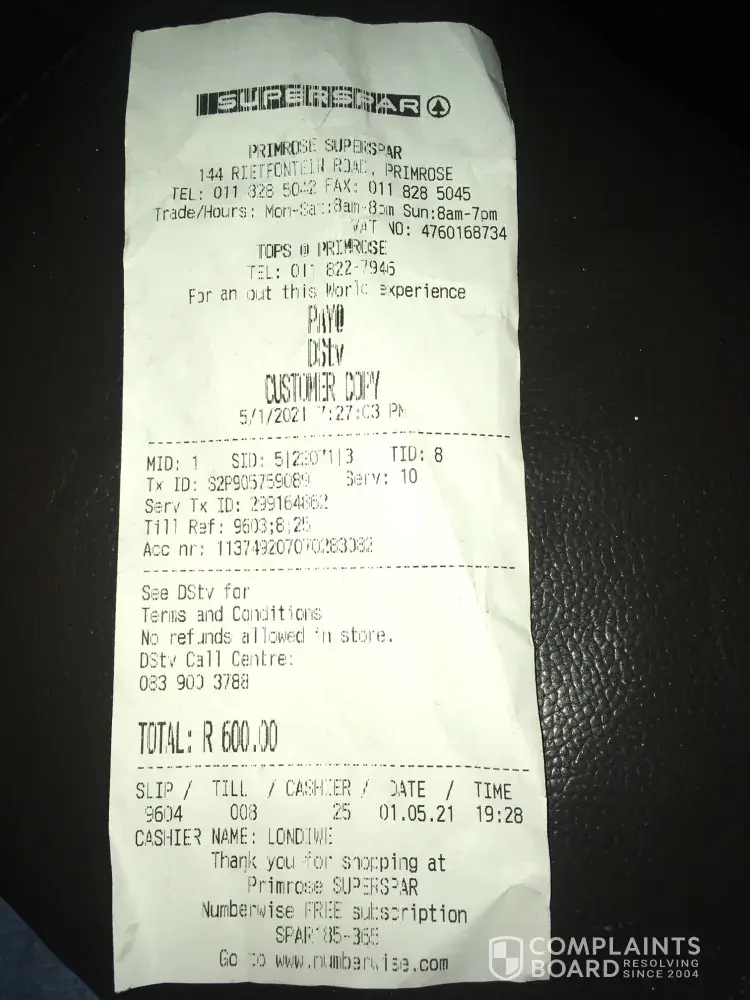 SUPERSPAR
PRIMROSE SUPERSPAR
144 RIETFONTEIN ROAD, PRIMROSE
TEL: 011 828 5042 FAX: 011 828 5045
Trade/Hours: Mon-Sat:8am-8pm Sun:8am-7pm
VAT NO: 4760168734
TOPS @ PRIMROSE
TEL: 011 822-7946
For an out this World experience
PAY@
DStv
CUSTOMER COPY
5/1/2021 7:27:03 PM
MID: 1 SID: TID: 8
Tx ID: S2P905759089 Serv: 10
Serv Tx ID: 299164862
Till Ref: 9603;8;25
Acc nr: 113749207070283082
See DStv for
Terms and Conditions
No refunds allowed in store.
DStv Call Centre:
083 900 3788
TOTAL: R 600.00
SLIP / TILL / CASHIER / DATE / TIME
9604 008 25 01.05.21 19:28
CASHIER NAME: LONDIWE
Thank you for shopping at
Primrose SUPERSPAR
Numberwise FREE subscription
SPAR185-365
Go to www.numberwise.com
COMPLAINTS
BOARD RESOLVING
SINCE 2004